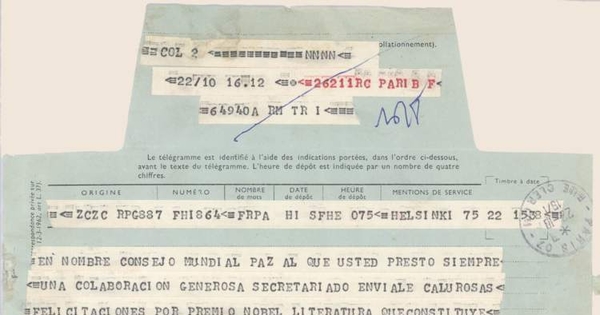 ollationnement).
COL 2 <========= NNNN<
22/10 16.12 <=*=26211RC PARIB F
64940A RM TRI<
Le télégramme est identifié à l'aide des indications portées, dans l'ordre ci-dessous,
avant le texte du télégramme. L'heure de dépôt est indiquée par un nombre de quatre
chiffres.
Timbre à date
ORIGINE NUMÉRO NOMBRE de mots DATE de dépôt HEURE de dépôt MENTIONS DE SERVICE
ZCZC RPG887 FHI864 <=FRPA HI SFHE 075 =HELSINKI 75 22 1508=
EN NOMBRE CONSEJO MUNDIAL PAZ AL QUE USTED PRESTO SIEMPRE
UNA COLABORACION GENEROSA SECRETARIADO ENVIALE CALUROSAS
FELICITACIONES POR PREMIO NOBEL LITERATURA QUECONSTITUYE